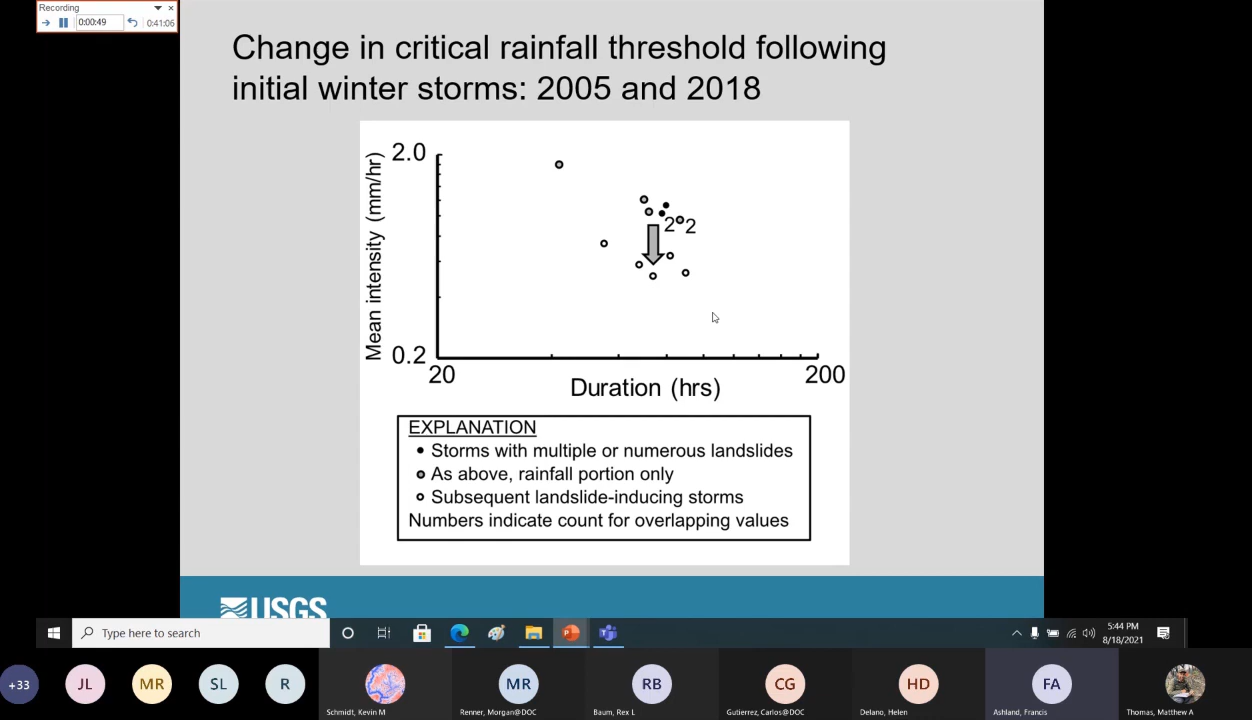 Recording
0:00:49
0:41:06
Change in critical rainfall threshold following
initial winter storms: 2005 and 2018
Mean intensity (mm/hr)
2.0
2
2
0.2
20
200
Duration (hrs)
EXPLANATION
Storms with multiple or numerous landslides
As above, rainfall portion only
Subsequent landslide-inducing storms
Numbers indicate count for overlapping values
USGS
Type here to search
5:44 PM
8/18/2021
+33
JL
MR
SL
R
MR
RB
CG
HD
FA
Schmidt, Kevin M
Renner, Morgan@DOC
Baum, Rex L
Gutierrez, Carlos@DOC
Delano, Helen
Ashland, Francis
Thomas, Matthew A